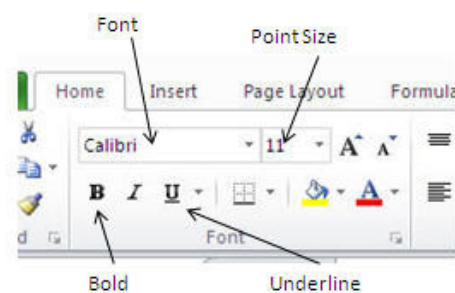 Font
Point Size
Home Insert Page Layout Formula
Calibri 11 A A
B I U A
d Font
Bold Underline